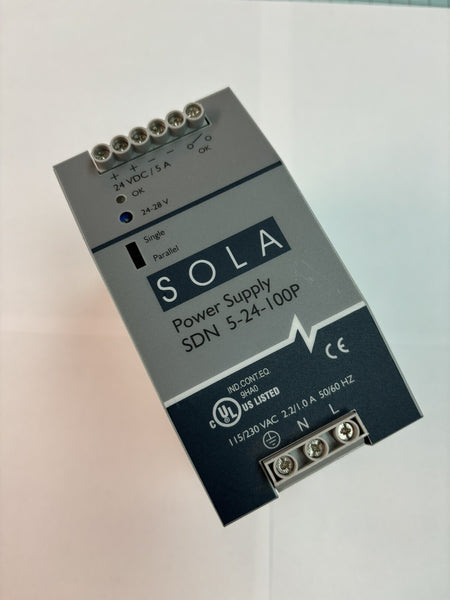 + + − −
24 VDC / 5 A
OK
OK
24-28 V
Single
Parallel
SOLA
Power Supply
SDN 5-24-100P
CE
IND.CONT.EQ.
9HA0
C UL US LISTED
115/230 VAC 2.2/1.0 A 50/60 HZ
N L